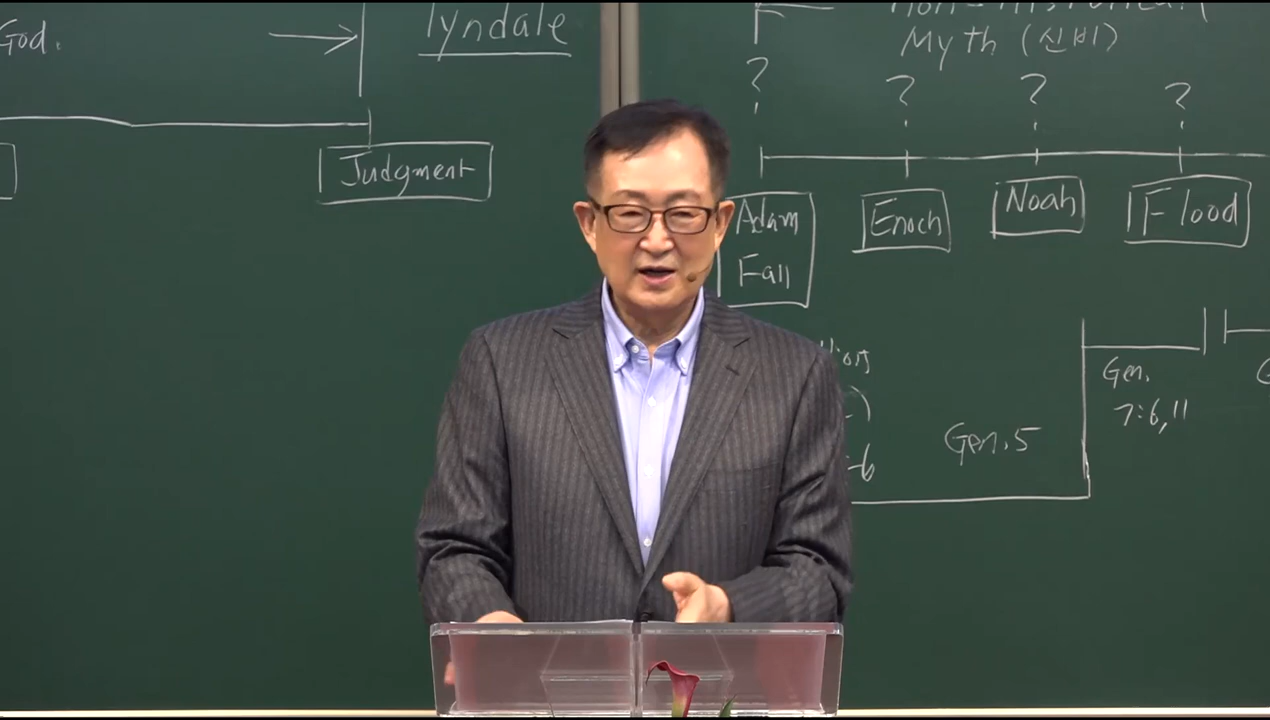 God.
Tyndale
Judgment
Myth (신비)
?
?
?
?
Adam
Fall
Enoch
Noah
Flood
Gen. 5
Gen.
7:6, 11